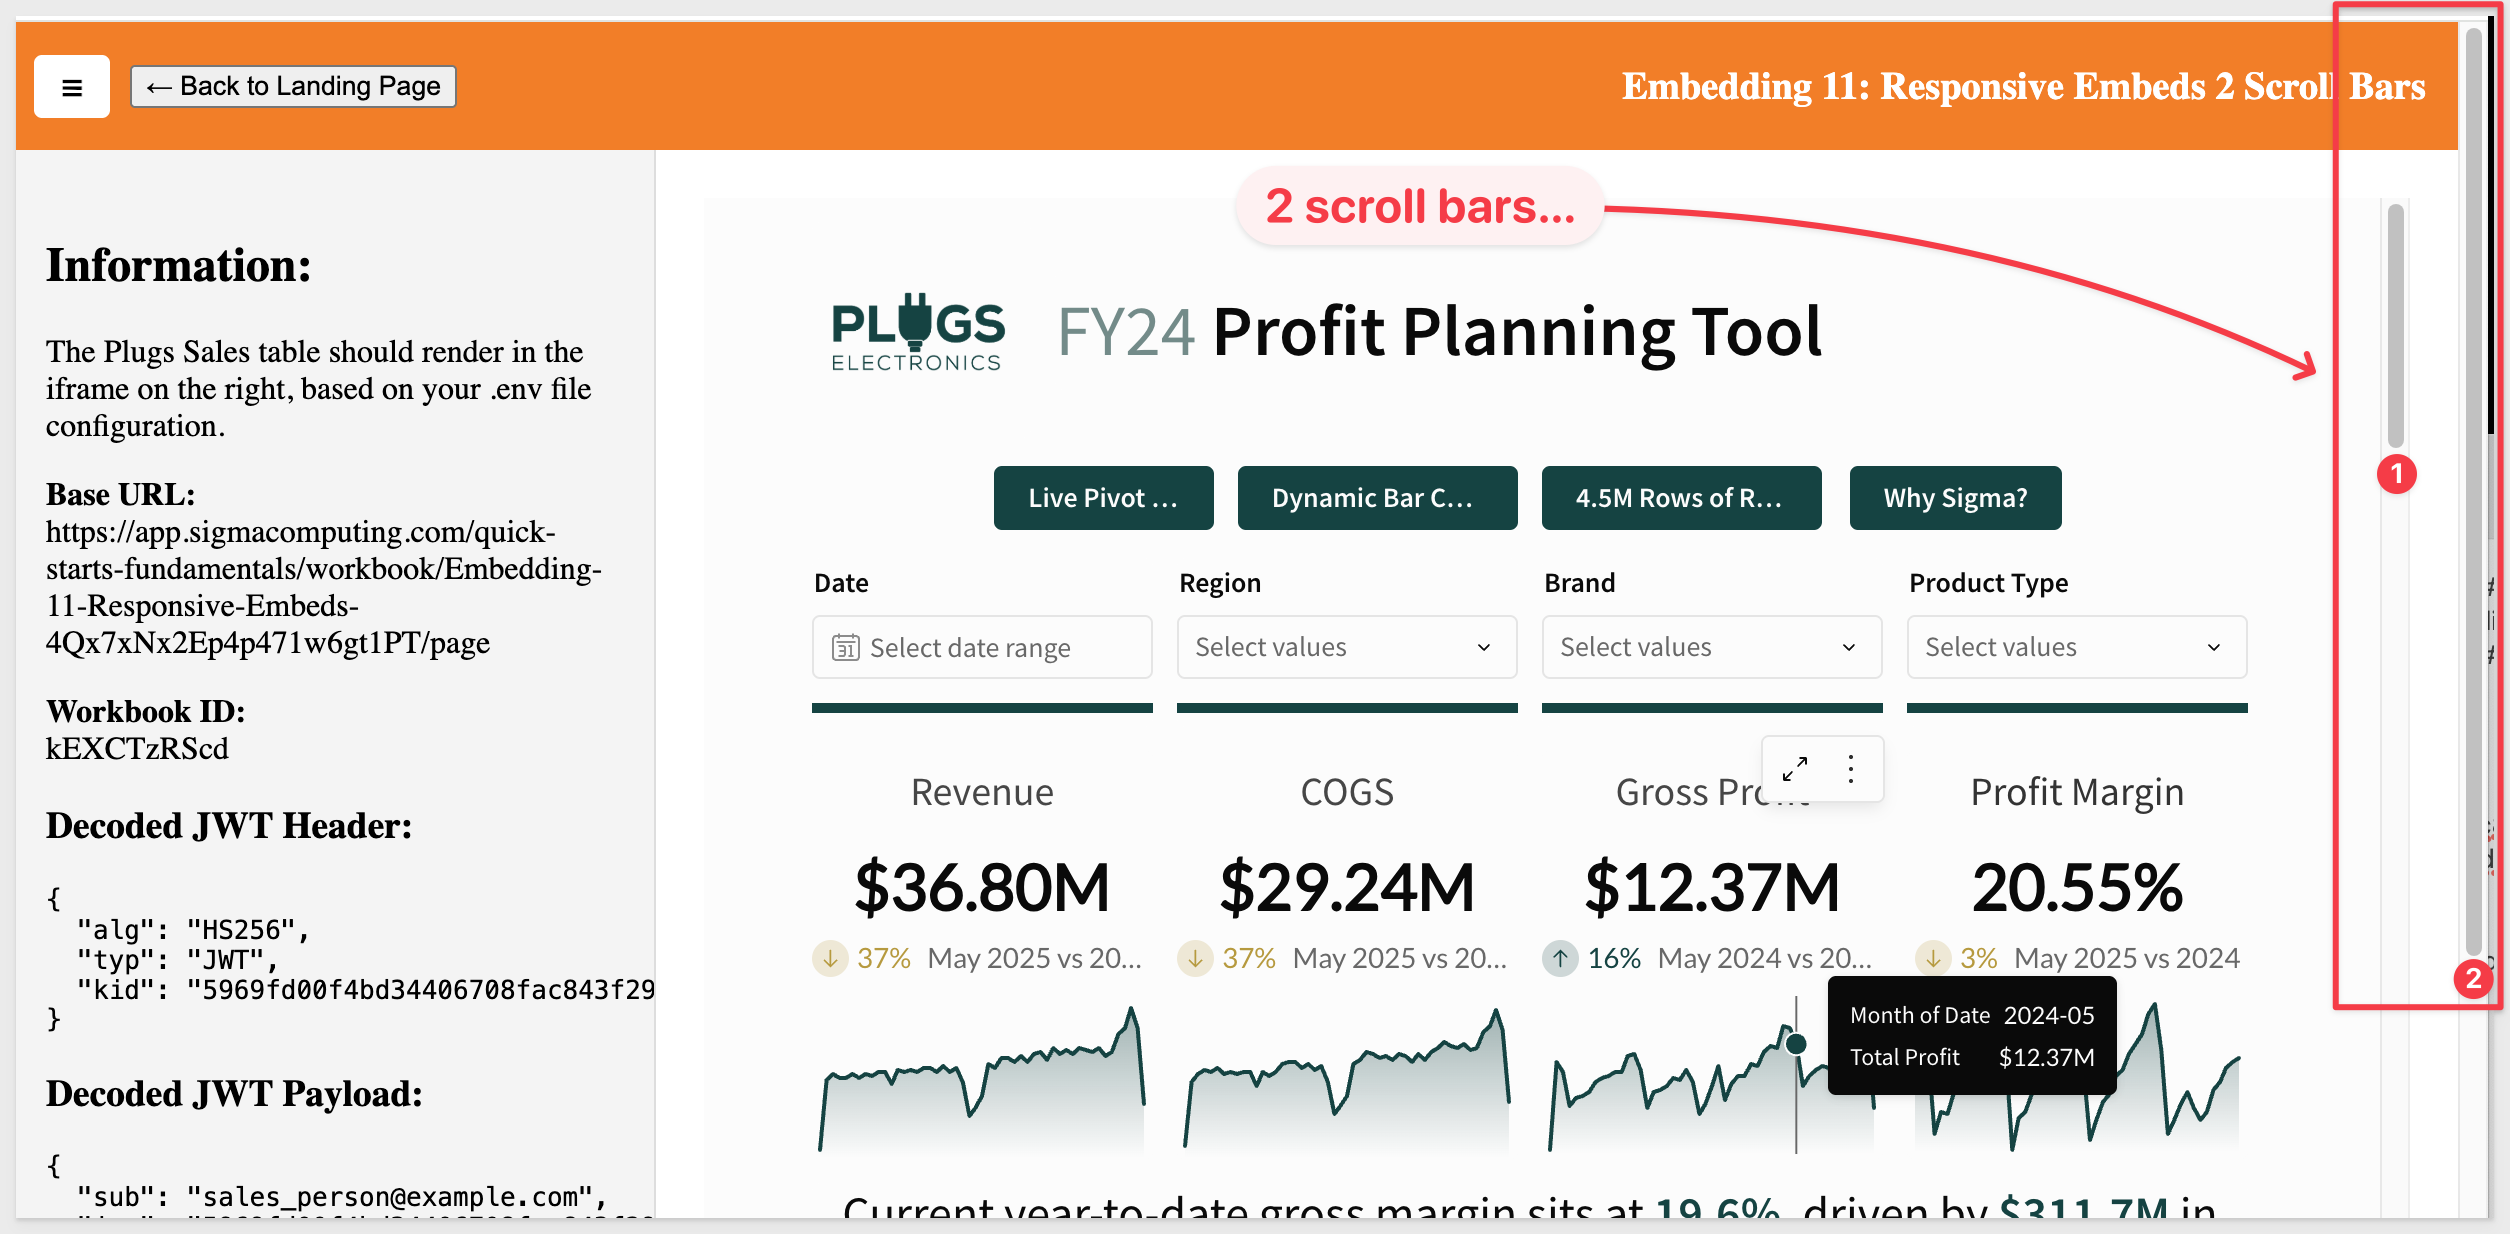 ← Back to Landing Page
Embedding 11: Responsive Embeds 2 Scroll Bars
Information:
The Plugs Sales table should render in the
iframe on the right, based on your .env file
configuration.
Base URL:
https://app.sigmacomputing.com/quick-
starts-fundamentals/workbook/Embedding-
11-Responsive-Embeds-
4Qx7xNx2Ep4p471w6gt1PT/page
Workbook ID:
kEXCTzRScd
Decoded JWT Header:
{
"alg": "HS256",
"typ": "JWT",
"kid": "5969fd00f4bd34406708fac843f29
}
Decoded JWT Payload:
{
"sub": "sales_person@example.com",
2 scroll bars...
PLUGS
ELECTRONICS
FY24 Profit Planning Tool
Live Pivot ...
Dynamic Bar C...
4.5M Rows of R...
Why Sigma?
Date
Region
Brand
Product Type
31 Select date range
Select values
Select values
Select values
Revenue
COGS
Gross Profit
Profit Margin
$36.80M
$29.24M
$12.37M
20.55%
↓ 37% May 2025 vs 20...
↓ 37% May 2025 vs 20...
↑ 16% May 2024 vs 20...
↓ 3% May 2025 vs 2024
Month of Date 2024-05
Total Profit $12.37M
Current year-to-date gross margin sits at 19.6%, driven by $311.7M in
1
2